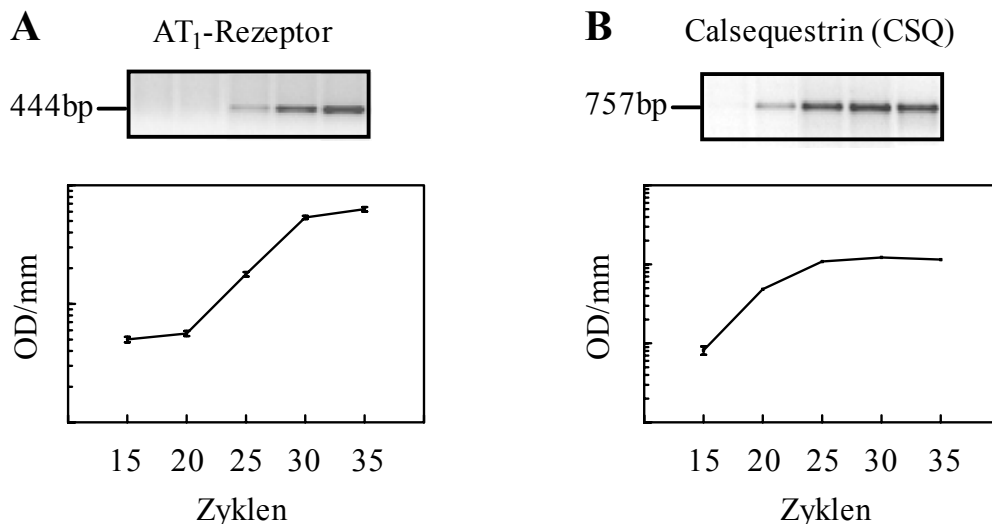 A
AT₁-Rezeptor
444bp
OD/mm
15 20 25 30 35
Zyklen
B
Calsequestrin (CSQ)
757bp
OD/mm
15 20 25 30 35
Zyklen